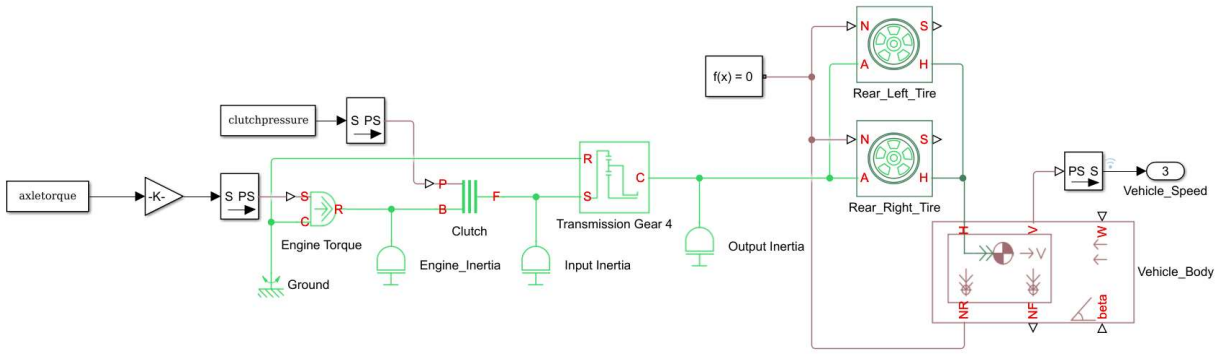 N
S
A
H
Rear_Left_Tire
f(x) = 0
clutchpressure
S PS
N
S
A
H
Rear_Right_Tire
PS S
3
Vehicle_Speed
axletorque
-K-
S PS
S
C
R
Engine Torque
P
B
F
Clutch
R
S
C
Transmission Gear 4
Engine_Inertia
Input Inertia
Output Inertia
Ground
H
V
W
V
NR
NF
beta
Vehicle_Body